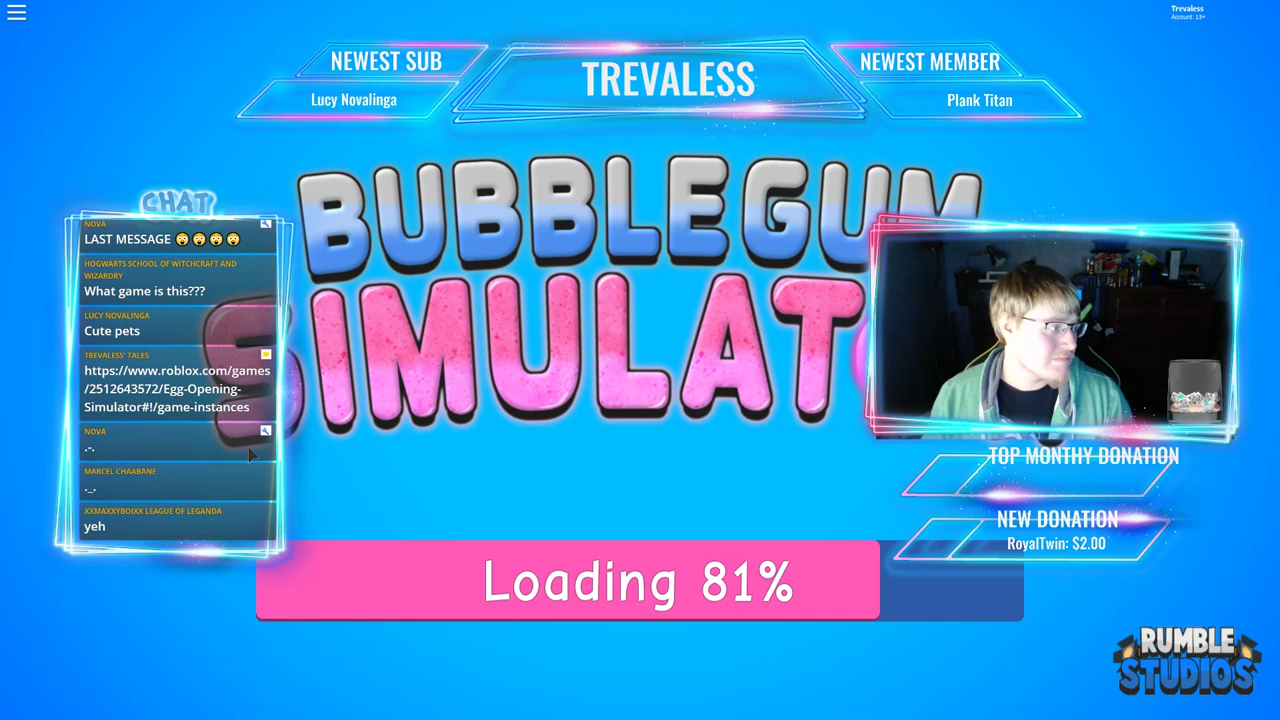 Trevaless
Account: 13+
NEWEST SUB
TREVALESS
NEWEST MEMBER
Lucy Novalinga
Plank Titan
BUBBLE GUM
SIMULATO
CHAT
NOVA
LAST MESSAGE 😲😲😲😲
HOGWARTS SCHOOL OF WITCHCRAFT AND
WIZARDRY
What game is this???
LUCY NOVALINGA
Cute pets
TREVALESS' TALES
https://www.roblox.com/games
/2512643572/Egg-Opening-
Simulator#!/game-instances
NOVA
.-.
MARCEL CHAABANE
._.
XXMAXXYBOIXX LEAGUE OF LEGANDA
yeh
TOP MONTHY DONATION
NEW DONATION
RoyalTwin: $2.00
Loading 81%
RUMBLE
STUDIOS